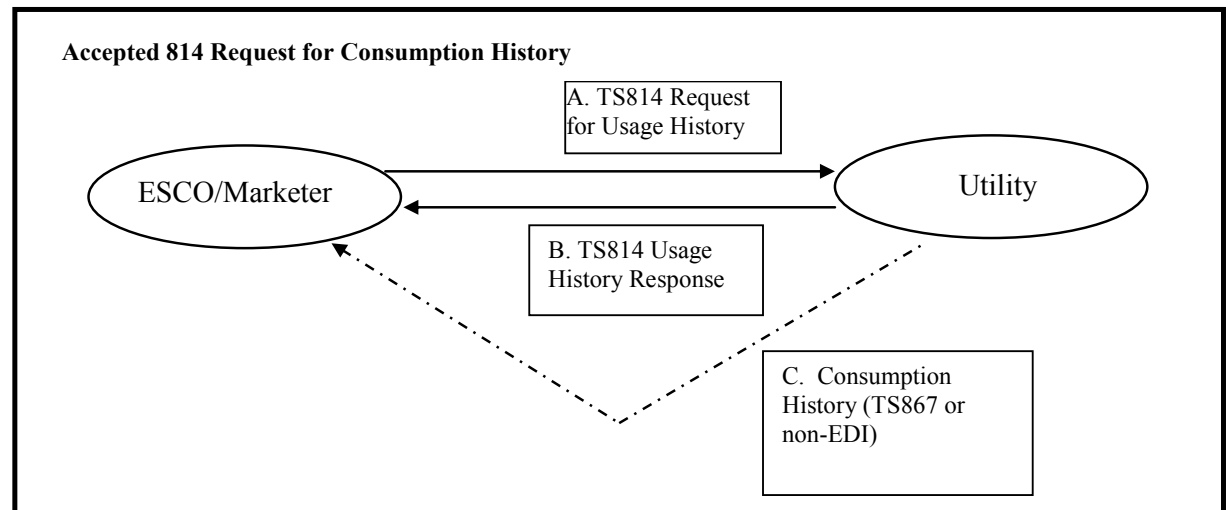 Accepted 814 Request for Consumption History
A. TS814 Request
for Usage History
ESCO/Marketer
Utility
B. TS814 Usage
History Response
C. Consumption
History (TS867 or
non-EDI)